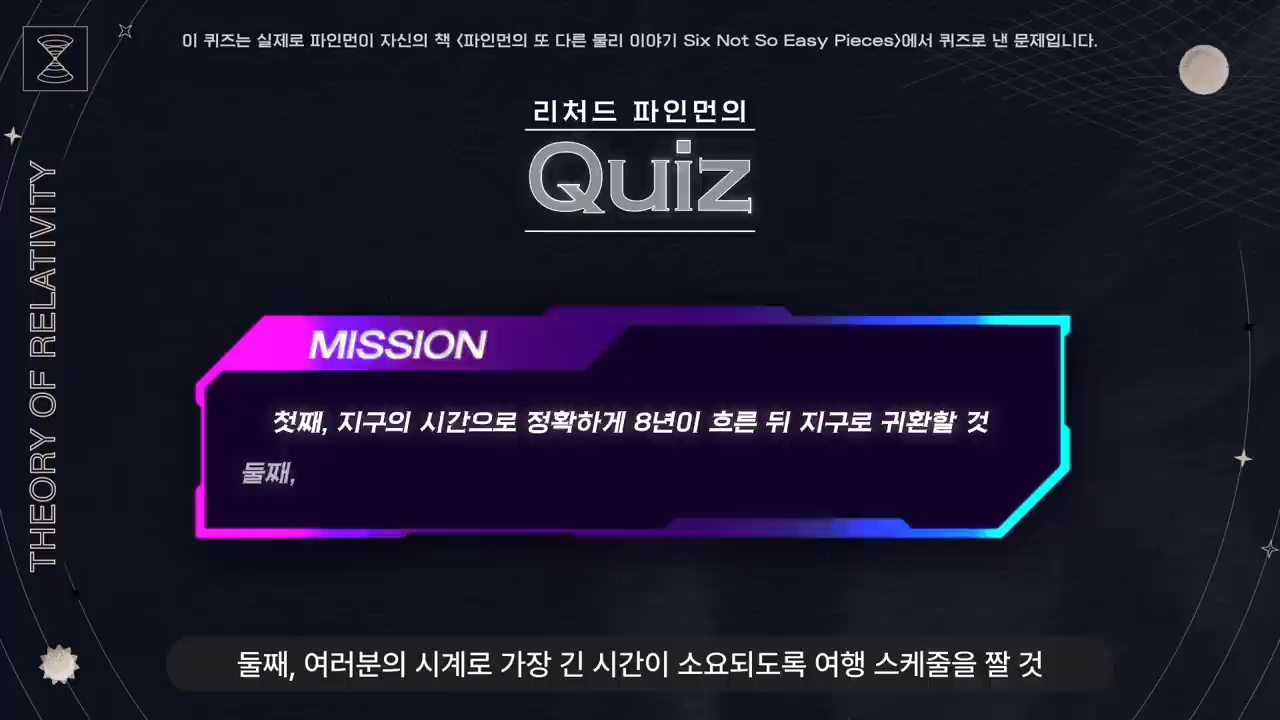 이 퀴즈는 실제로 파인먼이 자신의 책 〈파인먼의 또 다른 물리 이야기 Six Not So Easy Pieces〉에서 퀴즈로 낸 문제입니다.
리처드 파인먼의
Quiz
THEORY OF RELATIVITY
MISSION
첫째, 지구의 시간으로 정확하게 8년이 흐른 뒤 지구로 귀환할 것
둘째,
둘째, 여러분의 시계로 가장 긴 시간이 소요되도록 여행 스케줄을 짤 것